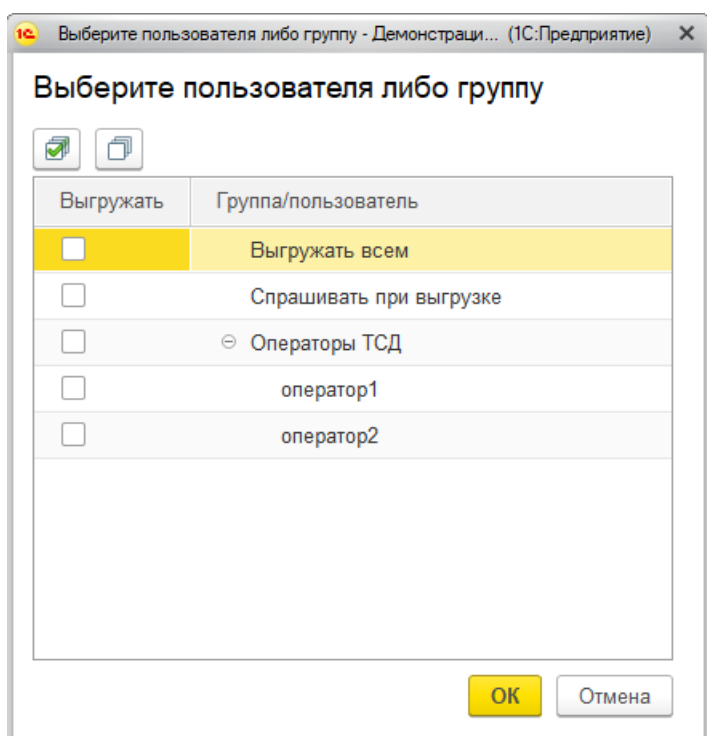 1С Выберите пользователя либо группу - Демонстраци... (1С:Предприятие)
Выберите пользователя либо группу
Выгружать Группа/пользователь
Выгружать всем
Спрашивать при выгрузке
Операторы ТСД
оператор1
оператор2
ОК Отмена